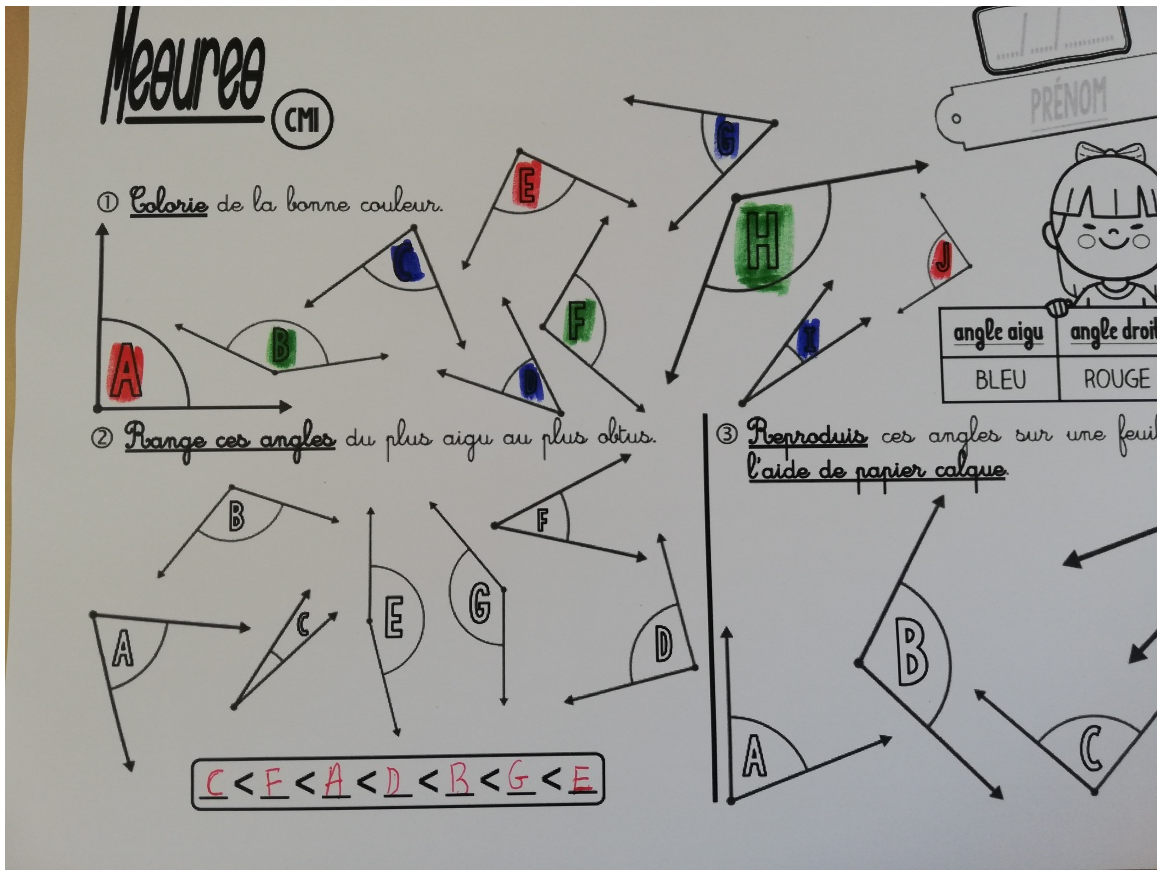 Mesures
CM1
....../....../............
PRÉNOM
① Colorie de la bonne couleur.
A
B
C
D
E
F
G
H
I
J
angle aigu angle droit
BLEU ROUGE
② Range ces angles du plus aigu au plus obtus.
A
B
C
E
G
F
D
C < F < A < D < B < G < E
③ Reproduis ces angles sur une
l'aide de papier calque.
A
B
C